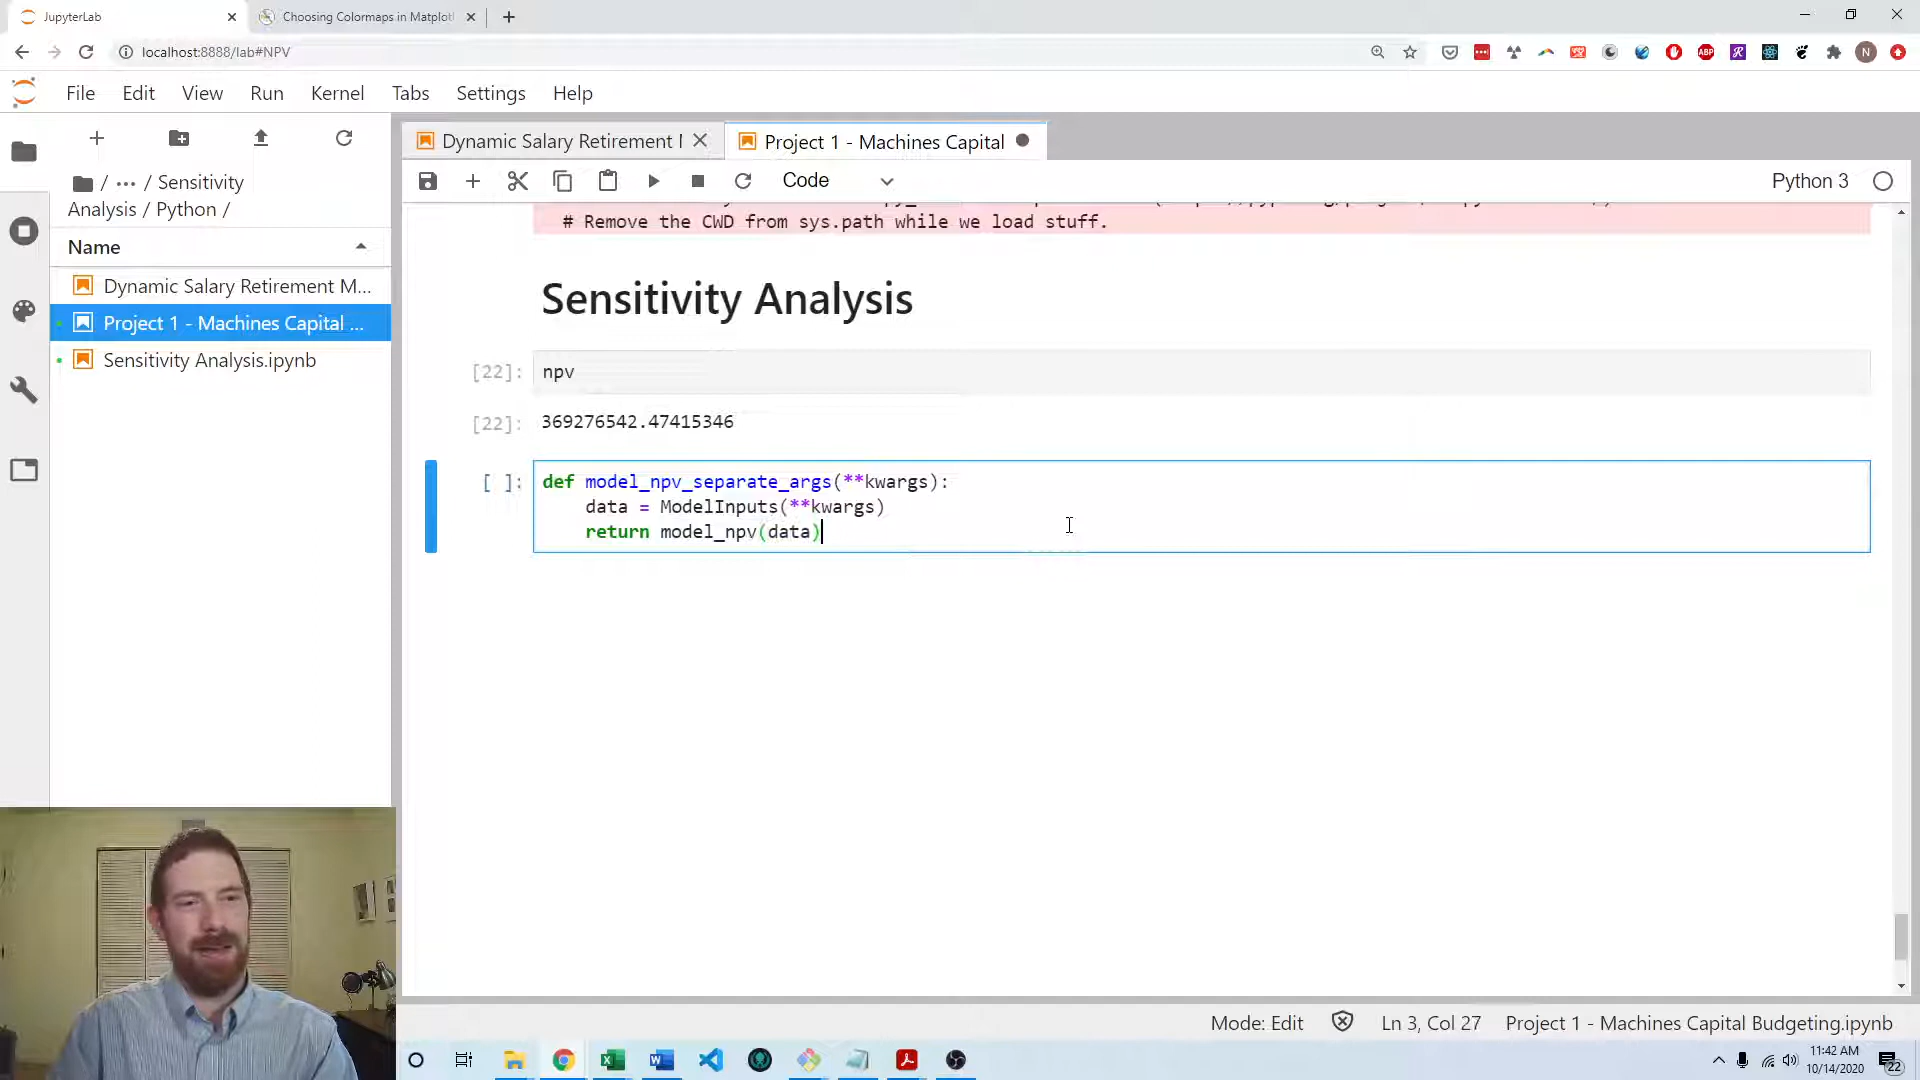 JupyterLab
Choosing Colormaps in Matplotl
localhost:8888/lab#NPV
File Edit View Run Kernel Tabs Settings Help
/ ... / Sensitivity
Analysis / Python /
Name
Dynamic Salary Retirement M...
Project 1 - Machines Capital ...
Sensitivity Analysis.ipynb
Dynamic Salary Retirement M
Project 1 - Machines Capital
Code
Python 3
# Remove the CWD from sys.path while we load stuff.
Sensitivity Analysis
[22]: npv
[22]: 369276542.47415346
[ ]: def model_npv_separate_args(**kwargs):
data = ModelInputs(**kwargs)
return model_npv(data)
Mode: Edit Ln 3, Col 27 Project 1 - Machines Capital Budgeting.ipynb
11:42 AM
10/14/2020
22
ABP
N